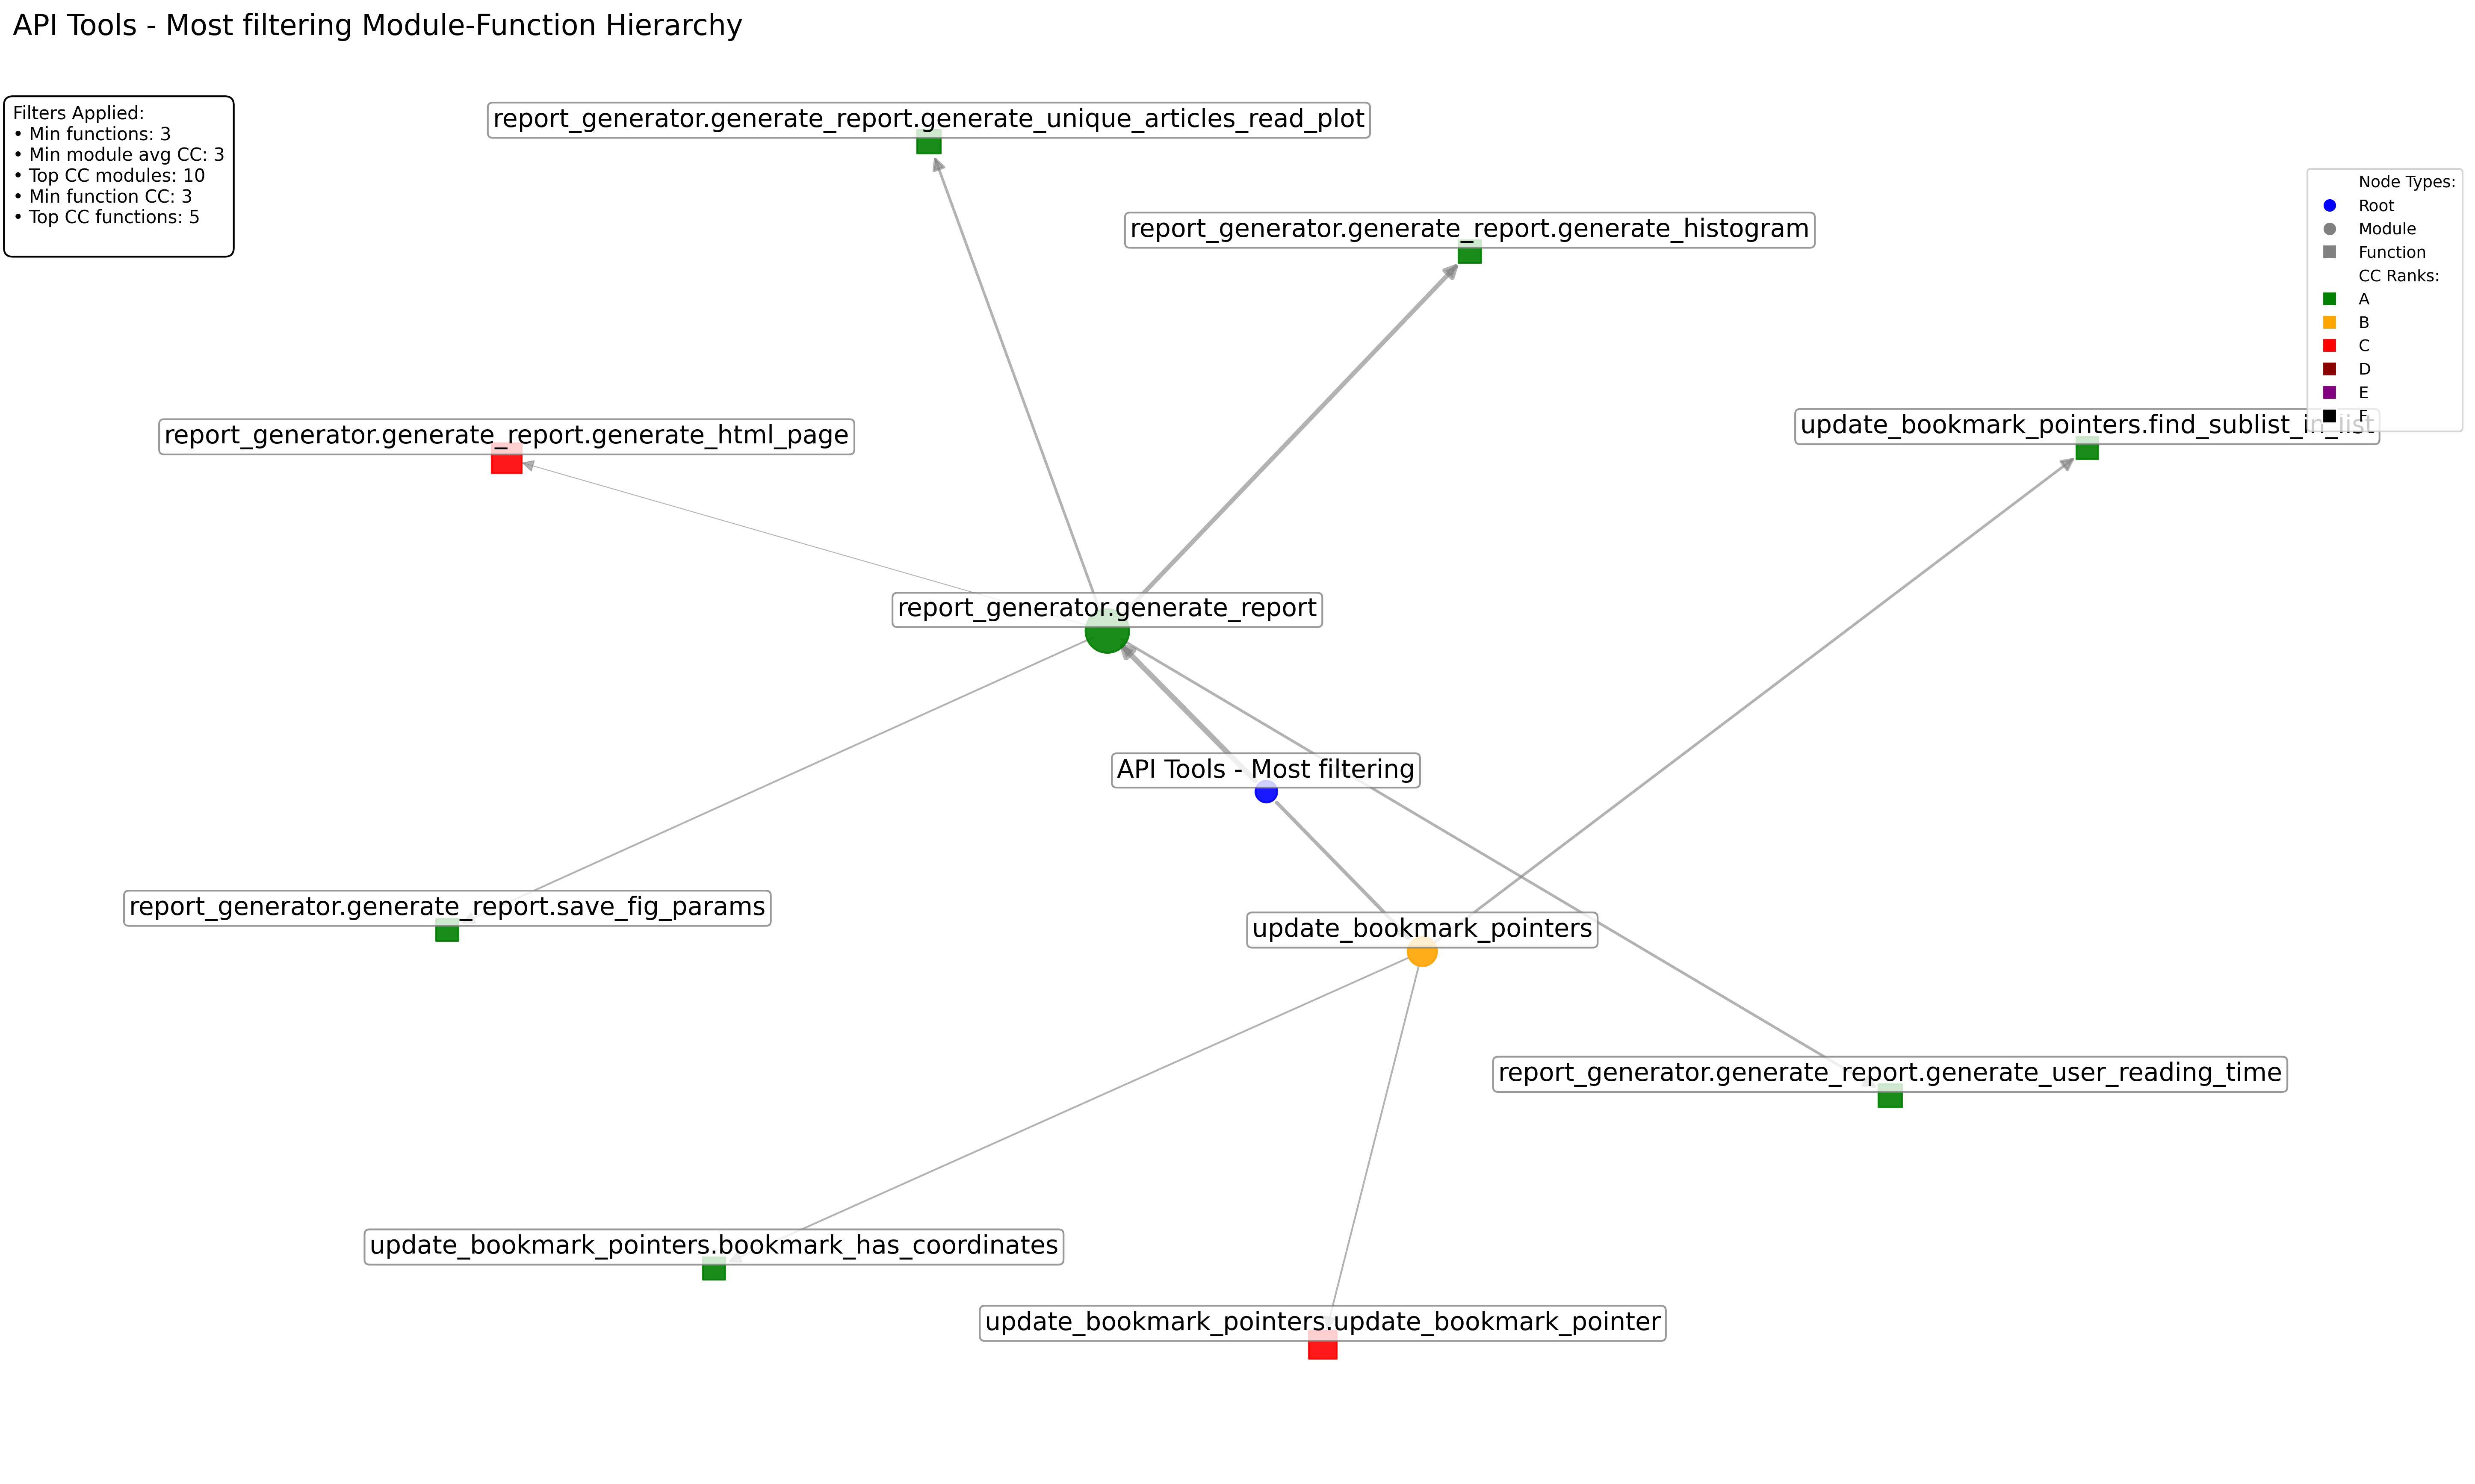 API Tools - Most filtering Module-Function Hierarchy
Filters Applied:
• Min functions: 3
• Min module avg CC: 3
• Top CC modules: 10
• Min function CC: 3
• Top CC functions: 5
report_generator.generate_report.generate_unique_articles_read_plot
report_generator.generate_report.generate_histogram
Node Types:
Root
Module
Function
CC Ranks:
A
B
C
D
E
F
update_bookmark_pointers.find_sublist_in_list
report_generator.generate_report.generate_html_page
report_generator.generate_report
API Tools - Most filtering
report_generator.generate_report.save_fig_params
update_bookmark_pointers
report_generator.generate_report.generate_user_reading_time
update_bookmark_pointers.bookmark_has_coordinates
update_bookmark_pointers.update_bookmark_pointer